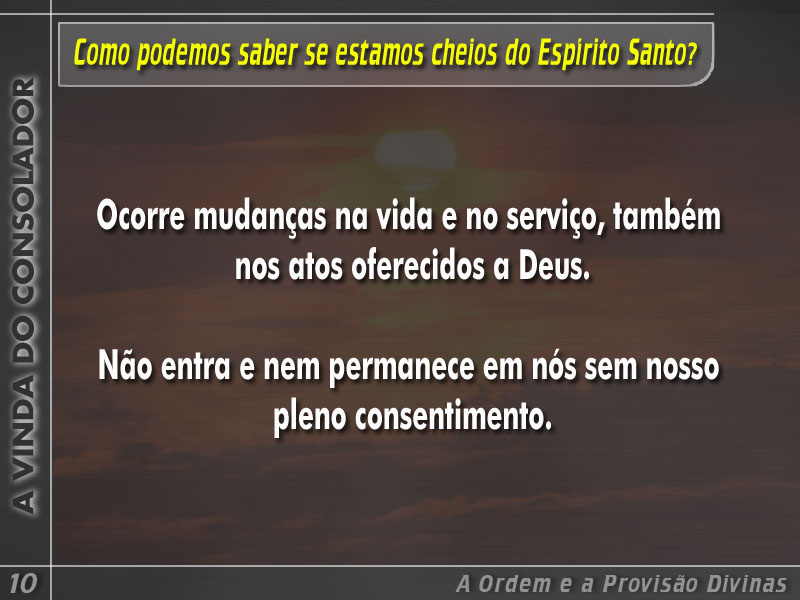 Como podemos saber se estamos cheios do Espírito Santo?
A VINDA DO CONSOLADOR
Ocorre mudanças na vida e no serviço, também
nos atos oferecidos a Deus.
Não entra e nem permanece em nós sem nosso
pleno consentimento.
10
A Ordem e a Provisão Divinas